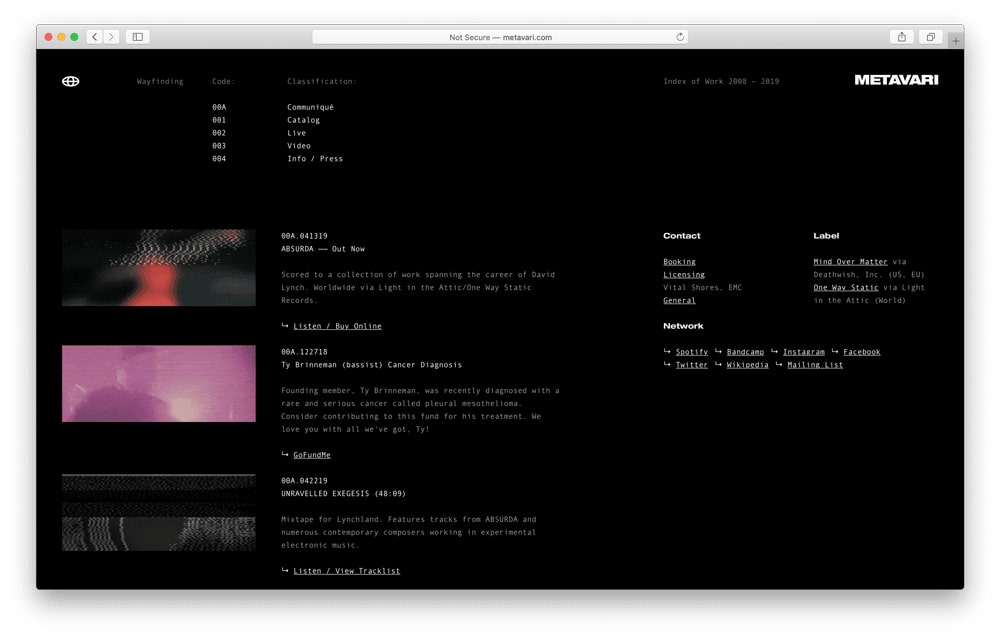 Not Secure — metavari.com
Wayfinding
Code:
Classification:
Index of Work 2008 – 2019
METAVARI
00A Communiqué
001 Catalog
002 Live
003 Video
004 Info / Press
00A.041319
ABSURDA —— Out Now
Scored to a collection of work spanning the career of David
Lynch. Worldwide via Light in the Attic/One Way Static
Records.
↳ Listen / Buy Online
00A.122718
Ty Brinneman (bassist) Cancer Diagnosis
Founding member, Ty Brinneman, was recently diagnosed with a
rare and serious cancer called pleural mesothelioma.
Consider contributing to this fund for his treatment. We
love you with all we've got, Ty!
↳ GoFundMe
00A.042219
UNRAVELLED EXEGESIS (48:09)
Mixtape for Lynchland. Features tracks from ABSURDA and
numerous contemporary composers working in experimental
electronic music.
↳ Listen / View Tracklist
Contact
Booking
Licensing
Vital Shores, EMC
General
Label
Mind Over Matter via
Deathwish, Inc. (US, EU)
One Way Static via Light
in the Attic (World)
Network
↳ Spotify ↳ Bandcamp ↳ Instagram ↳ Facebook
↳ Twitter ↳ Wikipedia ↳ Mailing List